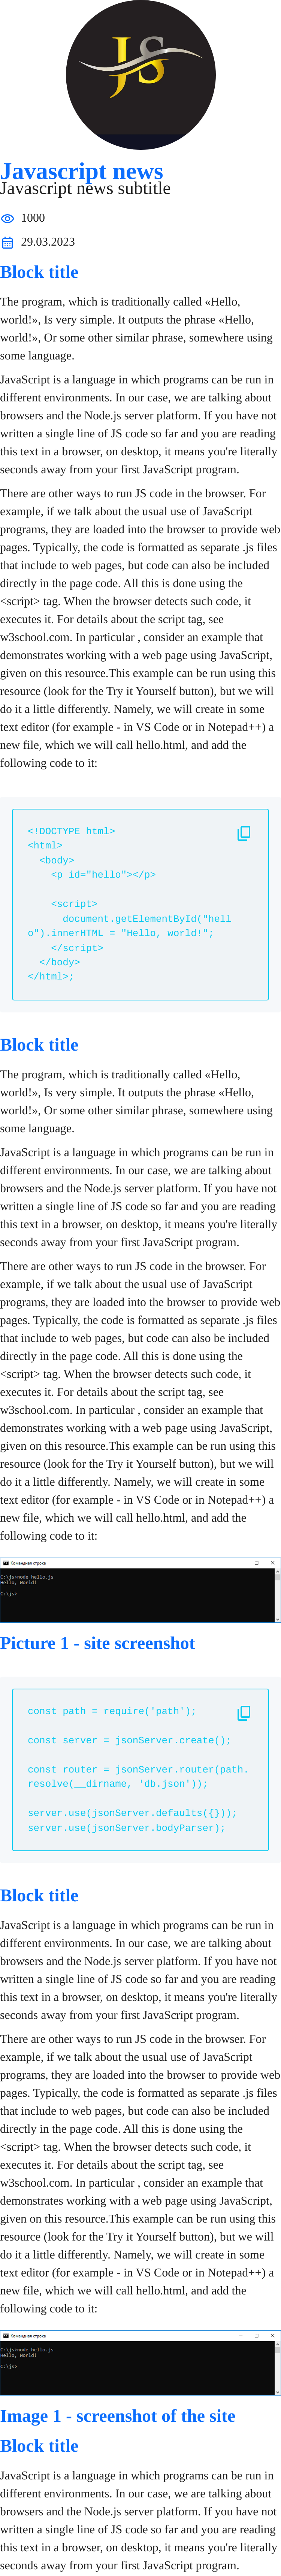 JS
Javascript news
Javascript news subtitle
1000
29.03.2023
Block title
The program, which is traditionally called «Hello,
world!», Is very simple. It outputs the phrase «Hello,
world!», Or some other similar phrase, somewhere using
some language.
JavaScript is a language in which programs can be run in
different environments. In our case, we are talking about
browsers and the Node.js server platform. If you have not
written a single line of JS code so far and you are reading
this text in a browser, on desktop, it means you're literally
seconds away from your first JavaScript program.
There are other ways to run JS code in the browser. For
example, if we talk about the usual use of JavaScript
programs, they are loaded into the browser to provide web
pages. Typically, the code is formatted as separate .js files
that include to web pages, but code can also be included
directly in the page code. All this is done using the
<script> tag. When the browser detects such code, it
executes it. For details about the script tag, see
w3school.com. In particular , consider an example that
demonstrates working with a web page using JavaScript,
given on this resource.This example can be run using this
resource (look for the Try it Yourself button), but we will
do it a little differently. Namely, we will create in some
text editor (for example - in VS Code or in Notepad++) a
new file, which we will call hello.html, and add the
following code to it:
<!DOCTYPE html>
<html>
  <body>
    <p id="hello"></p>

    <script>
      document.getElementById("hell
o").innerHTML = "Hello, world!";
    </script>
  </body>
</html>;
Block title
The program, which is traditionally called «Hello,
world!», Is very simple. It outputs the phrase «Hello,
world!», Or some other similar phrase, somewhere using
some language.
JavaScript is a language in which programs can be run in
different environments. In our case, we are talking about
browsers and the Node.js server platform. If you have not
written a single line of JS code so far and you are reading
this text in a browser, on desktop, it means you're literally
seconds away from your first JavaScript program.
There are other ways to run JS code in the browser. For
example, if we talk about the usual use of JavaScript
programs, they are loaded into the browser to provide web
pages. Typically, the code is formatted as separate .js files
that include to web pages, but code can also be included
directly in the page code. All this is done using the
<script> tag. When the browser detects such code, it
executes it. For details about the script tag, see
w3school.com. In particular , consider an example that
demonstrates working with a web page using JavaScript,
given on this resource.This example can be run using this
resource (look for the Try it Yourself button), but we will
do it a little differently. Namely, we will create in some
text editor (for example - in VS Code or in Notepad++) a
new file, which we will call hello.html, and add the
following code to it:
Командная строка
C:\js>node hello.js
Hello, World!
C:\js>
Picture 1 - site screenshot
const path = require('path');

const server = jsonServer.create();

const router = jsonServer.router(path.
resolve(__dirname, 'db.json'));

server.use(jsonServer.defaults({}));
server.use(jsonServer.bodyParser);
Block title
JavaScript is a language in which programs can be run in
different environments. In our case, we are talking about
browsers and the Node.js server platform. If you have not
written a single line of JS code so far and you are reading
this text in a browser, on desktop, it means you're literally
seconds away from your first JavaScript program.
There are other ways to run JS code in the browser. For
example, if we talk about the usual use of JavaScript
programs, they are loaded into the browser to provide web
pages. Typically, the code is formatted as separate .js files
that include to web pages, but code can also be included
directly in the page code. All this is done using the
<script> tag. When the browser detects such code, it
executes it. For details about the script tag, see
w3school.com. In particular , consider an example that
demonstrates working with a web page using JavaScript,
given on this resource.This example can be run using this
resource (look for the Try it Yourself button), but we will
do it a little differently. Namely, we will create in some
text editor (for example - in VS Code or in Notepad++) a
new file, which we will call hello.html, and add the
following code to it:
Командная строка
C:\js>node hello.js
Hello, World!
C:\js>
Image 1 - screenshot of the site
Block title
JavaScript is a language in which programs can be run in
different environments. In our case, we are talking about
browsers and the Node.js server platform. If you have not
written a single line of JS code so far and you are reading
this text in a browser, on desktop, it means you're literally
seconds away from your first JavaScript program.